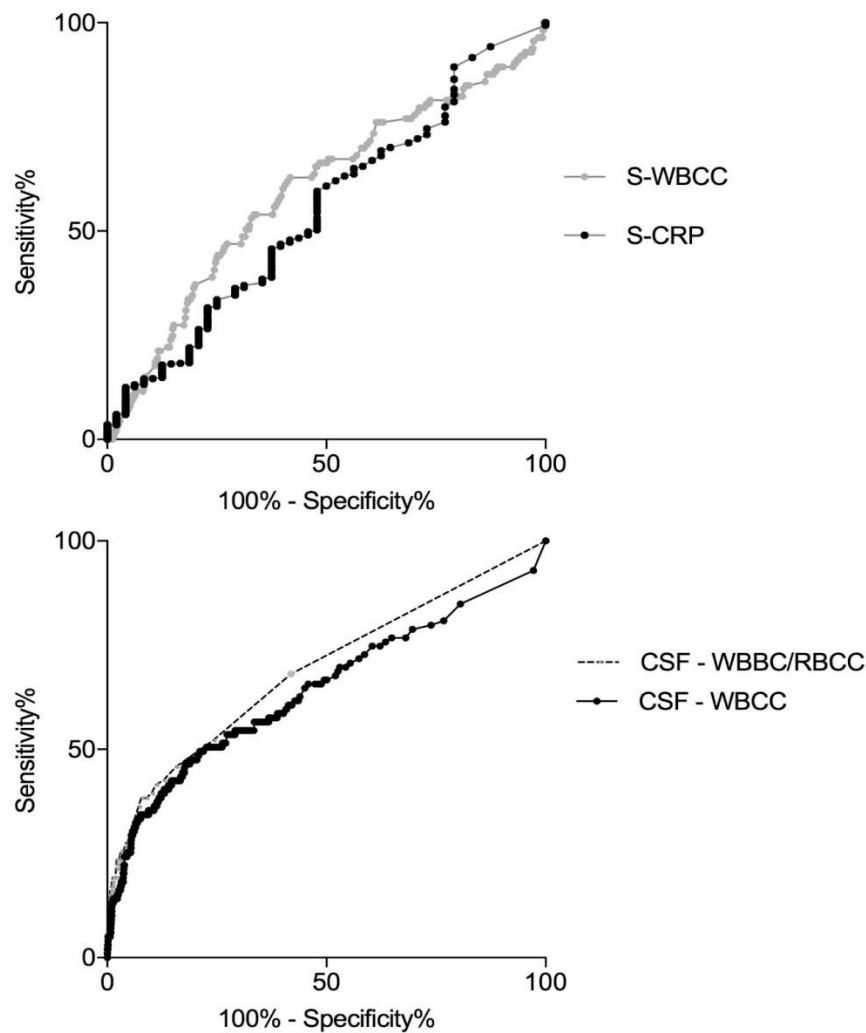 100
Sensitivity%
50
0
0
50
100
100% - Specificity%
S-WBCC
S-CRP
100
Sensitivity%
50
0
0
50
100
100% - Specificity%
CSF - WBBC/RBCC
CSF - WBCC